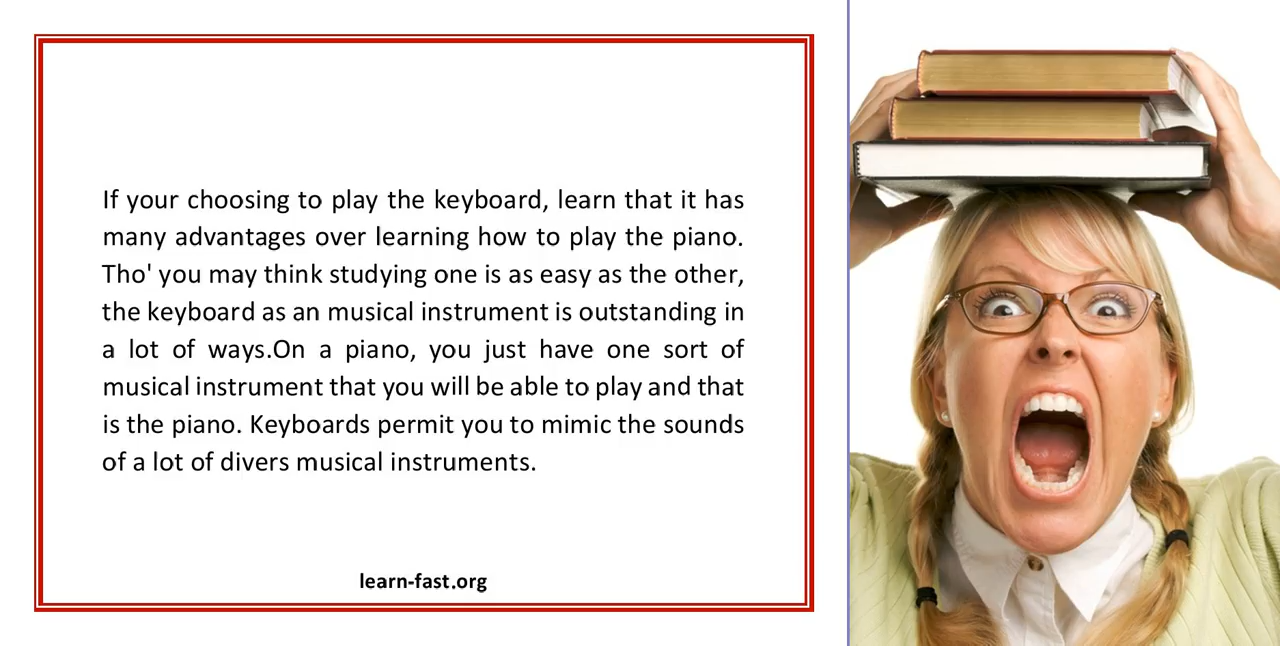 If your choosing to play the keyboard, learn that it has
many advantages over learning how to play the piano.
Tho' you may think studying one is as easy as the other,
the keyboard as an musical instrument is outstanding in
a lot of ways.On a piano, you just have one sort of
musical instrument that you will be able to play and that
is the piano. Keyboards permit you to mimic the sounds
of a lot of divers musical instruments.
learn-fast.org